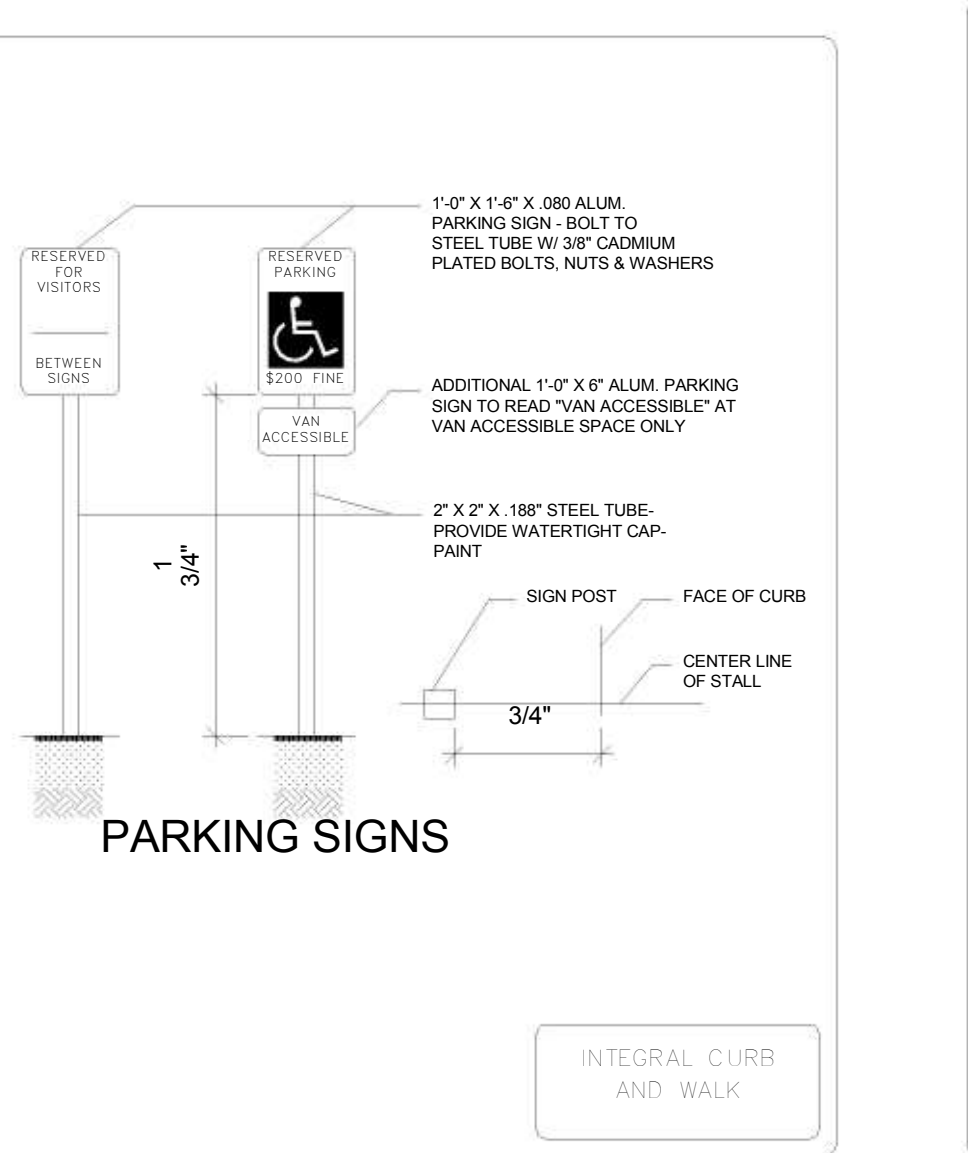 1'-0" X 1'-6" X .080 ALUM.
PARKING SIGN - BOLT TO
STEEL TUBE W/ 3/8" CADMIUM
PLATED BOLTS, NUTS & WASHERS
RESERVED
FOR
VISITORS
BETWEEN
SIGNS
RESERVED
PARKING
$200 FINE
VAN
ACCESSIBLE
ADDITIONAL 1'-0" X 6" ALUM. PARKING
SIGN TO READ "VAN ACCESSIBLE" AT
VAN ACCESSIBLE SPACE ONLY
2" X 2" X .188" STEEL TUBE-
PROVIDE WATERTIGHT CAP-
PAINT
1
3/4"
SIGN POST
FACE OF CURB
CENTER LINE
OF STALL
3/4"
PARKING SIGNS
INTEGRAL CURB
AND WALK